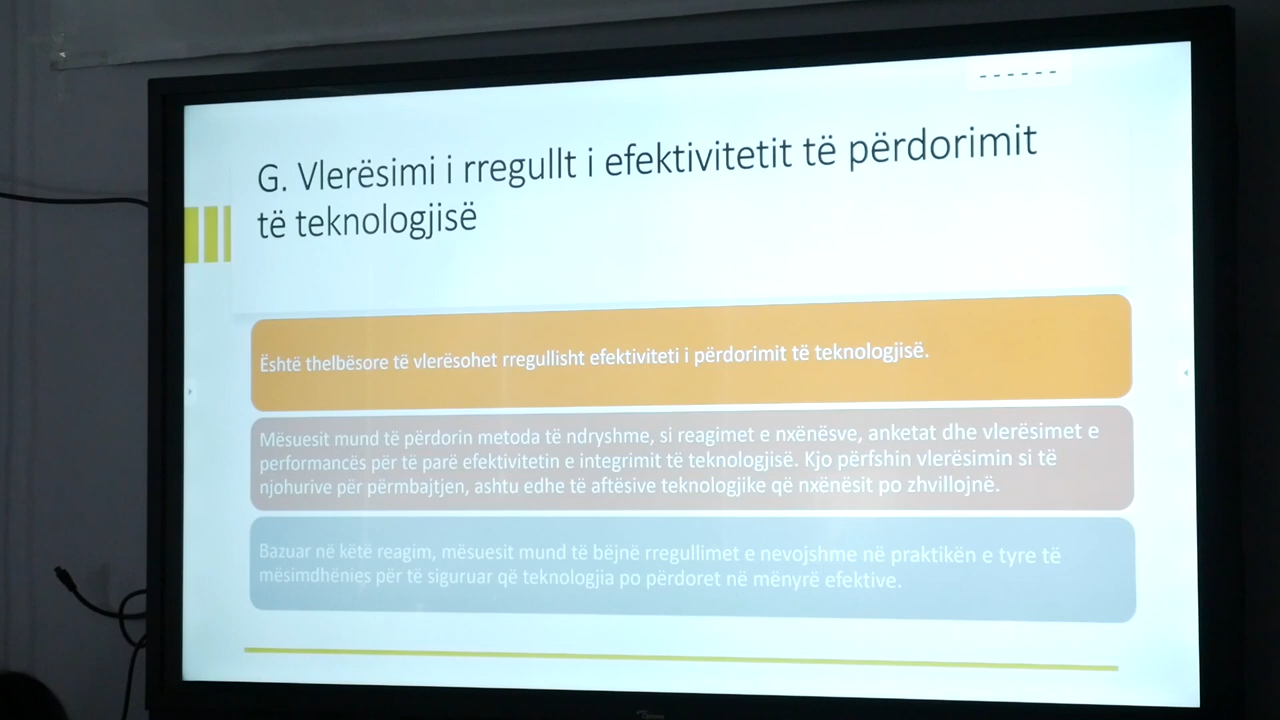 ------
G. Vlerësimi i rregullt i efektivitetit të përdorimit
të teknologjisë
Është thelbësore të vlerësohet rregullisht efektiviteti i përdorimit të teknologjisë.
Mësuesit mund të përdorin metoda të ndryshme, si reagimet e nxënësve, anketat dhe vlerësimet e
performancës për të parë efektivitetin e integrimit të teknologjisë. Kjo përfshin vlerësimin si të
njohurive për përmbajtjen, ashtu edhe të aftësive teknologjike që nxënësit po zhvillojnë.
Bazuar në këtë reagim, mësuesit mund të bëjnë rregullimet e nevojshme në praktikën e tyre të
mësimdhënies për të siguruar që teknologjia po përdoret në mënyrë efektive.